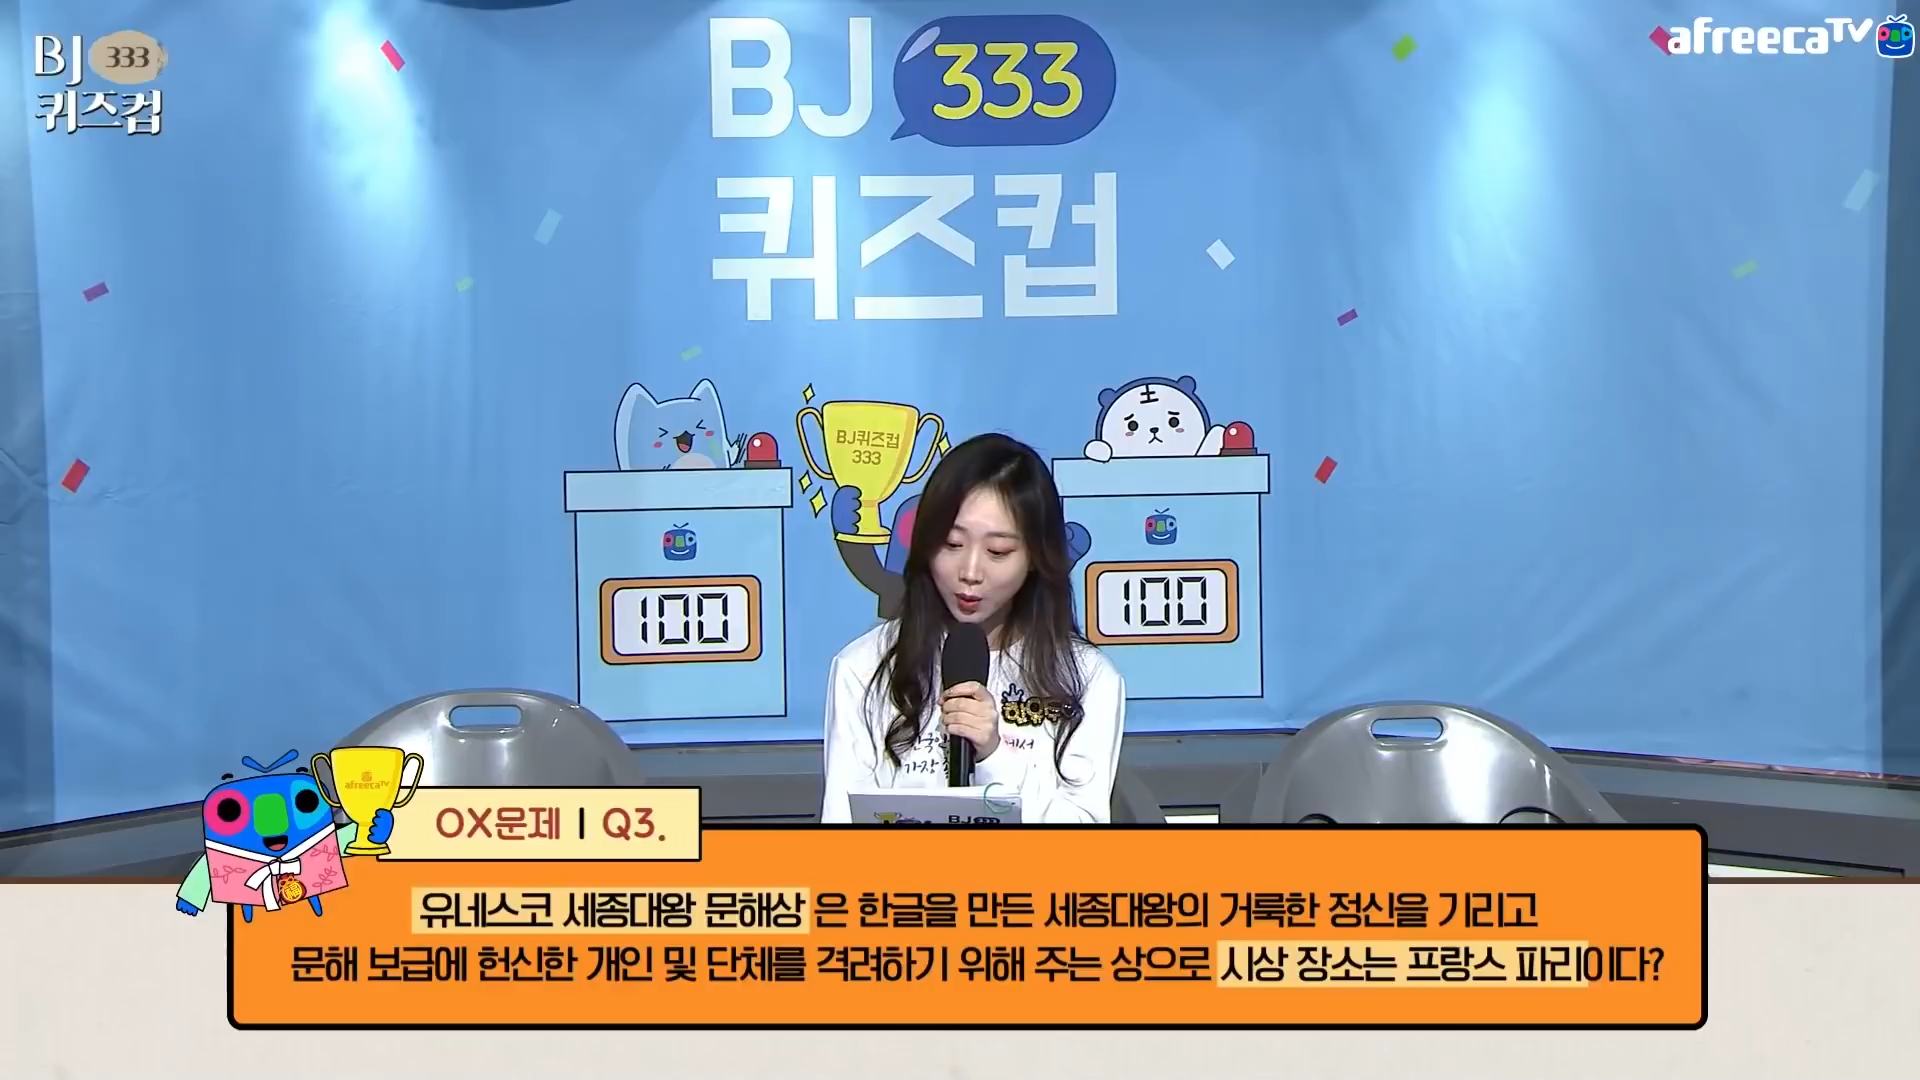 BJ 333
퀴즈컵
afreecaTV
BJ 333
퀴즈컵
BJ퀴즈컵
333
100
100
가장
afreecaTV
OX문제 | Q3.
유네스코 세종대왕 문해상 은 한글을 만든 세종대왕의 거룩한 정신을 기리고
문해 보급에 헌신한 개인 및 단체를 격려하기 위해 주는 상으로 시상 장소는 프랑스 파리이다?